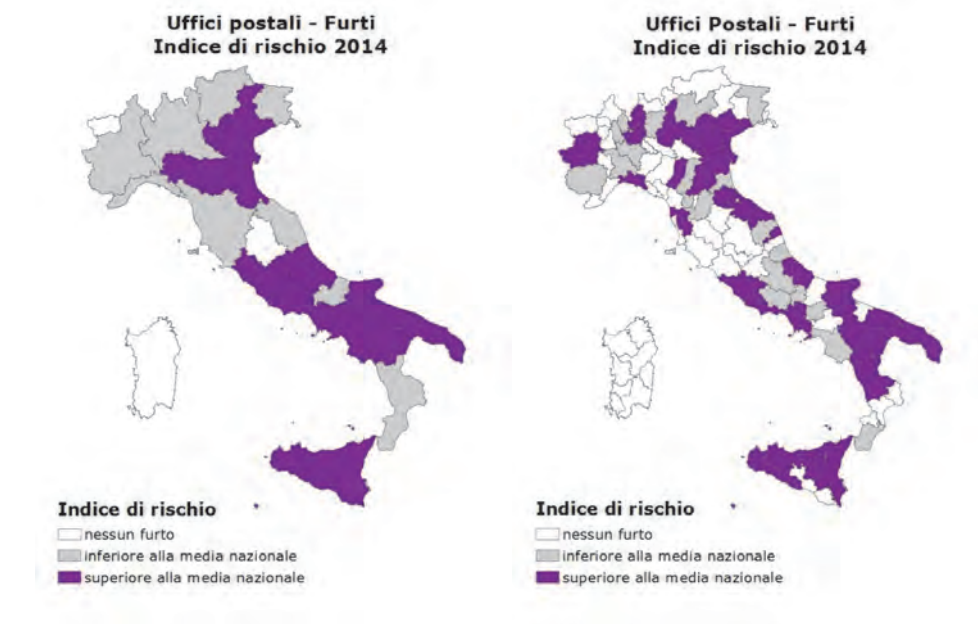 Uffici postali - Furti
Indice di rischio 2014
Indice di rischio
nessun furto
inferiore alla media nazionale
superiore alla media nazionale
Uffici Postali - Furti
Indice di rischio 2014
Indice di rischio
nessun furto
inferiore alla media nazionale
superiore alla media nazionale